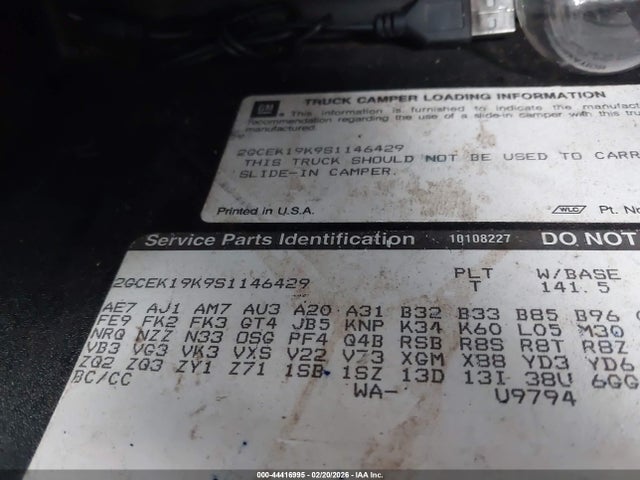 GM
TRUCK CAMPER LOADING INFORMATION
This information is furnished to indicate the manufactu
recommendation regarding the use of a slide-in camper with this tru
manufactured.
2GCEK19K9S1146429
THIS TRUCK SHOULD NOT BE USED TO CARR
SLIDE-IN CAMPER.
Printed in U.S.A. WLC Pt. No
Service Parts Identification 10108227 DO NOT
2GCEK19K9S1146429 PLT W/BASE
T 141.5
AE7 AJ1 AM7 AU3 A20 A31 B32 B33 B85 B96
FE9 FK2 FK3 GT4 JB5 KNP K34 K60 L05 M30
NRQ NZZ N33 OSG PF4 Q4B RSB R8S R8T R8Z
VB3 VG3 VK3 VXS V22 V73 XGM X88 YD3 YD6
ZQ2 ZQ3 ZY1 Z71 1SB 1SZ 13D 13I 38U 6GG
BC/CC WA- U9794
000-44416995 - 02/20/2026 - IAA Inc.